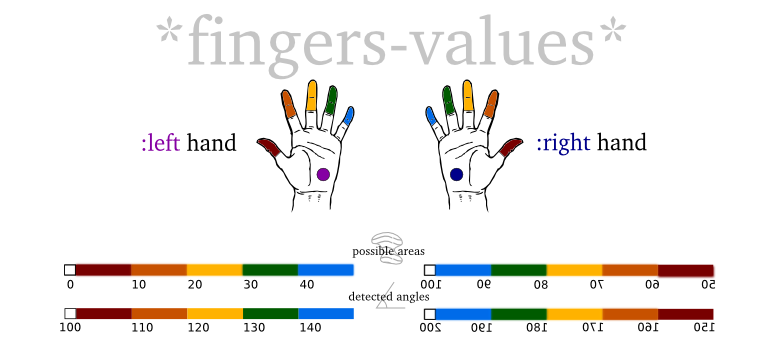 *fingers-values*
:left hand
:right hand
possible areas
0 10 20 30 40
100 90 80 70 60 50
detected angles
100 110 120 130 140
200 190 180 170 160 150